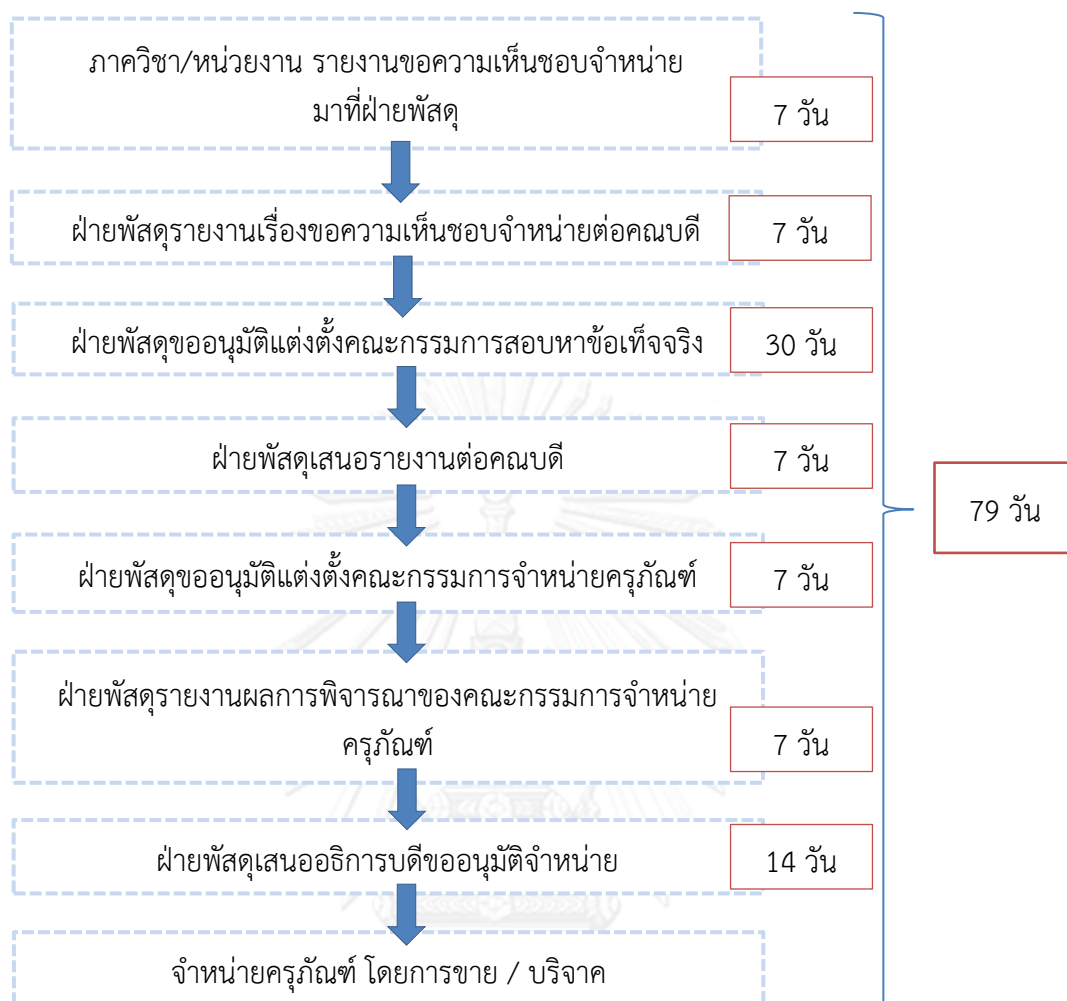 ภาควิชา/หน่วยงาน รายงานขอความเห็นชอบจำหน่าย
มาที่ฝ่ายพัสดุ
7 วัน
ฝ่ายพัสดุรายงานเรื่องขอความเห็นชอบจำหน่ายต่อคณบดี
7 วัน
ฝ่ายพัสดุขออนุมัติแต่งตั้งคณะกรรมการสอบหาข้อเท็จจริง
30 วัน
ฝ่ายพัสดุเสนอรายงานต่อคณบดี
7 วัน
79 วัน
ฝ่ายพัสดุขออนุมัติแต่งตั้งคณะกรรมการจำหน่ายครุภัณฑ์
7 วัน
ฝ่ายพัสดุรายงานผลการพิจารณาของคณะกรรมการจำหน่าย
ครุภัณฑ์
7 วัน
ฝ่ายพัสดุเสนออธิการบดีขออนุมัติจำหน่าย
14 วัน
จำหน่ายครุภัณฑ์ โดยการขาย / บริจาค